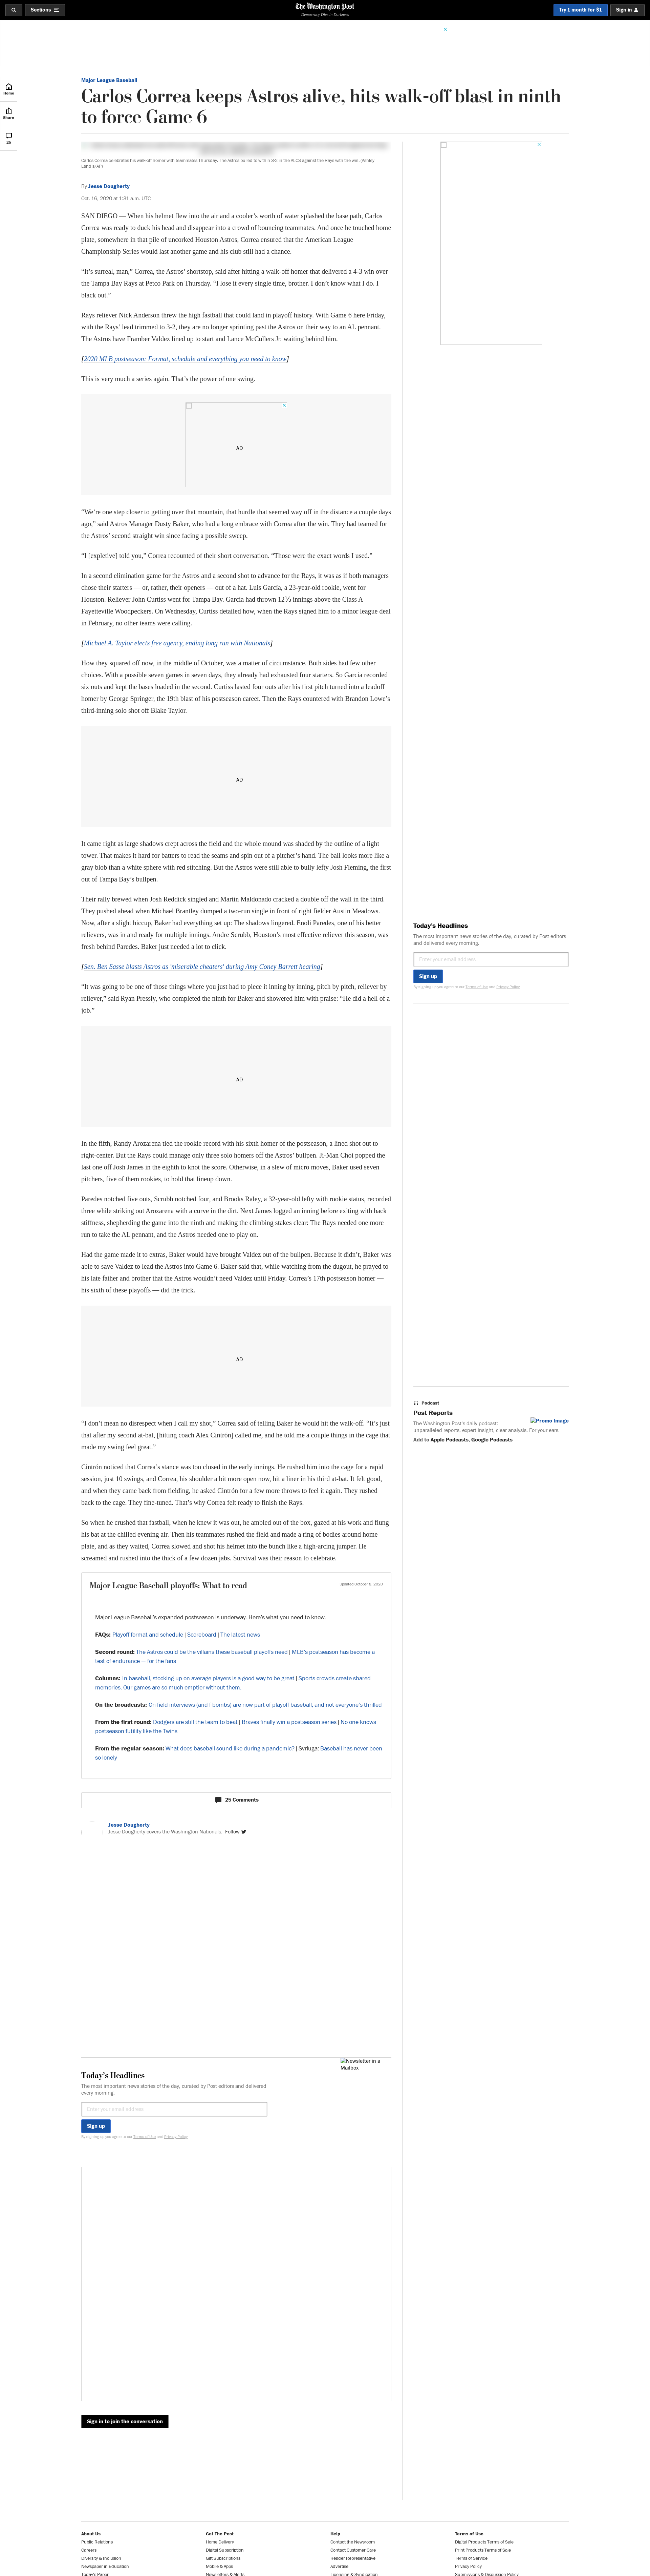 Sections
The Washington Post
Democracy Dies in Darkness
Try 1 month for $1
Sign in
Home
Share
25
Major League Baseball
Carlos Correa keeps Astros alive, hits walk-off blast in ninth
to force Game 6
Carlos Correa celebrates his walk-off homer with teammates Thursday. The Astros pulled to within 3-2 in the ALCS against the Rays with the win. (Ashley
Landis/AP)
By Jesse Dougherty
Oct. 16, 2020 at 1:31 a.m. UTC
SAN DIEGO — When his helmet flew into the air and a cooler’s worth of water splashed the base path, Carlos
Correa was ready to duck his head and disappear into a crowd of bouncing teammates. And once he touched home
plate, somewhere in that pile of uncorked Houston Astros, Correa ensured that the American League
Championship Series would last another game and his club still had a chance.
“It’s surreal, man,” Correa, the Astros’ shortstop, said after hitting a walk-off homer that delivered a 4-3 win over
the Tampa Bay Rays at Petco Park on Thursday. “I lose it every single time, brother. I don’t know what I do. I
black out.”
Rays reliever Nick Anderson threw the high fastball that could land in playoff history. With Game 6 here Friday,
with the Rays’ lead trimmed to 3-2, they are no longer sprinting past the Astros on their way to an AL pennant.
The Astros have Framber Valdez lined up to start and Lance McCullers Jr. waiting behind him.
[2020 MLB postseason: Format, schedule and everything you need to know]
This is very much a series again. That’s the power of one swing.
AD
“We’re one step closer to getting over that mountain, that hurdle that seemed way off in the distance a couple days
ago,” said Astros Manager Dusty Baker, who had a long embrace with Correa after the win. They had teamed for
the Astros’ second straight win since facing a possible sweep.
“I [expletive] told you,” Correa recounted of their short conversation. “Those were the exact words I used.”
In a second elimination game for the Astros and a second shot to advance for the Rays, it was as if both managers
chose their starters — or, rather, their openers — out of a hat. Luis Garcia, a 23-year-old rookie, went for
Houston. Reliever John Curtiss went for Tampa Bay. Garcia had thrown 12⅔ innings above the Class A
Fayetteville Woodpeckers. On Wednesday, Curtiss detailed how, when the Rays signed him to a minor league deal
in February, no other teams were calling.
[Michael A. Taylor elects free agency, ending long run with Nationals]
How they squared off now, in the middle of October, was a matter of circumstance. Both sides had few other
choices. With a possible seven games in seven days, they already had exhausted four starters. So Garcia recorded
six outs and kept the bases loaded in the second. Curtiss lasted four outs after his first pitch turned into a leadoff
homer by George Springer, the 19th blast of his postseason career. Then the Rays countered with Brandon Lowe’s
third-inning solo shot off Blake Taylor.
AD
It came right as large shadows crept across the field and the whole mound was shaded by the outline of a light
tower. That makes it hard for hatters to read the seams and spin out of a pitcher’s hand. The ball looks more like a
gray blob than a white sphere with red stitching. But the Astros were still able to bully lefty Josh Fleming, the first
out of Tampa Bay’s bullpen.
Their rally brewed when Josh Reddick singled and Martín Maldonado cracked a double off the wall in the third.
They pushed ahead when Michael Brantley dumped a two-run single in front of right fielder Austin Meadows.
Now, after a slight hiccup, Baker had everything set up: The shadows lingered. Enoli Paredes, one of his better
relievers, was in and ready for multiple innings. Andre Scrubb, Houston’s most effective reliever this season, was
fresh behind Paredes. Baker just needed a lot to click.
[Sen. Ben Sasse blasts Astros as 'miserable cheaters' during Amy Coney Barrett hearing]
“It was going to be one of those things where you just had to piece it inning by inning, pitch by pitch, reliever by
reliever,” said Ryan Pressly, who completed the ninth for Baker and showered him with praise: “He did a hell of a
job.”
AD
In the fifth, Randy Arozarena tied the rookie record with his sixth homer of the postseason, a lined shot out to
right-center. But the Rays could manage only three solo homers off the Astros’ bullpen. Ji-Man Choi popped the
last one off Josh James in the eighth to knot the score. Otherwise, in a slew of micro moves, Baker used seven
pitchers, five of them rookies, to hold that lineup down.
Paredes notched five outs, Scrubb notched four, and Brooks Raley, a 32-year-old lefty with rookie status, recorded
three while striking out Arozarena with a curve in the dirt. Next James logged an inning before exiting with back
stiffness, shepherding the game into the ninth and making the climbing stakes clear: The Rays needed one more
run to take the AL pennant, and the Astros needed one to play on.
Had the game made it to extras, Baker would have brought Valdez out of the bullpen. Because it didn’t, Baker was
able to save Valdez to lead the Astros into Game 6. Baker said that, while watching from the dugout, he prayed to
his late father and brother that the Astros wouldn’t need Valdez until Friday. Correa’s 17th postseason homer —
his sixth of these playoffs — did the trick.
AD
“I don’t mean no disrespect when I call my shot,” Correa said of telling Baker he would hit the walk-off. “It’s just
that after my second at-bat, [hitting coach Alex Cintrón] called me, and he told me a couple things in the cage that
made my swing feel great.”
Cintrón noticed that Correa’s stance was too closed in the early innings. He rushed him into the cage for a rapid
session, just 10 swings, and Correa, his shoulder a bit more open now, hit a liner in his third at-bat. It felt good,
and when they came back from fielding, he asked Cintrón for a few more throws to feel it again. They rushed
back to the cage. They fine-tuned. That’s why Correa felt ready to finish the Rays.
So when he crushed that fastball, when he knew it was out, he ambled out of the box, gazed at his work and flung
his bat at the chilled evening air. Then his teammates rushed the field and made a ring of bodies around home
plate, and as they waited, Correa slowed and shot his helmet into the bunch like a high-arcing jumper. He
screamed and rushed into the thick of a few dozen jabs. Survival was their reason to celebrate.
Major League Baseball playoffs: What to read
Updated October 9, 2020
Major League Baseball’s expanded postseason is underway. Here’s what you need to know.
FAQs: Playoff format and schedule | Scoreboard | The latest news
Second round: The Astros could be the villains these baseball playoffs need | MLB’s postseason has become a
test of endurance — for the fans
Columns: In baseball, stocking up on average players is a good way to be great | Sports crowds create shared
memories. Our games are so much emptier without them.
On the broadcasts: On-field interviews (and f-bombs) are now part of playoff baseball, and not everyone’s thrilled
From the first round: Dodgers are still the team to beat | Braves finally win a postseason series | No one knows
postseason futility like the Twins
From the regular season: What does baseball sound like during a pandemic? | Svrluga: Baseball has never been
so lonely
25 Comments
Jesse Dougherty
Jesse Dougherty covers the Washington Nationals. Follow
Today’s Headlines
The most important news stories of the day, curated by Post editors and delivered
every morning.
Enter your email address
Sign up
By signing up you agree to our Terms of Use and Privacy Policy
Newsletter in a
Mailbox
Sign in to join the conversation
Today’s Headlines
The most important news stories of the day, curated by Post editors
and delivered every morning.
Enter your email address
Sign up
By signing up you agree to our Terms of Use and Privacy Policy
Podcast
Post Reports
Promo Image
The Washington Post’s daily podcast:
unparalleled reports, expert insight, clear analysis. For your ears.
Add to Apple Podcasts, Google Podcasts
About Us
Public Relations
Careers
Diversity & Inclusion
Newspaper in Education
Today's Paper
Get The Post
Home Delivery
Digital Subscription
Gift Subscriptions
Mobile & Apps
Newsletters & Alerts
Help
Contact the Newsroom
Contact Customer Care
Reader Representative
Advertise
Licensing & Syndication
Terms of Use
Digital Products Terms of Sale
Print Products Terms of Sale
Terms of Service
Privacy Policy
Submissions & Discussion Policy